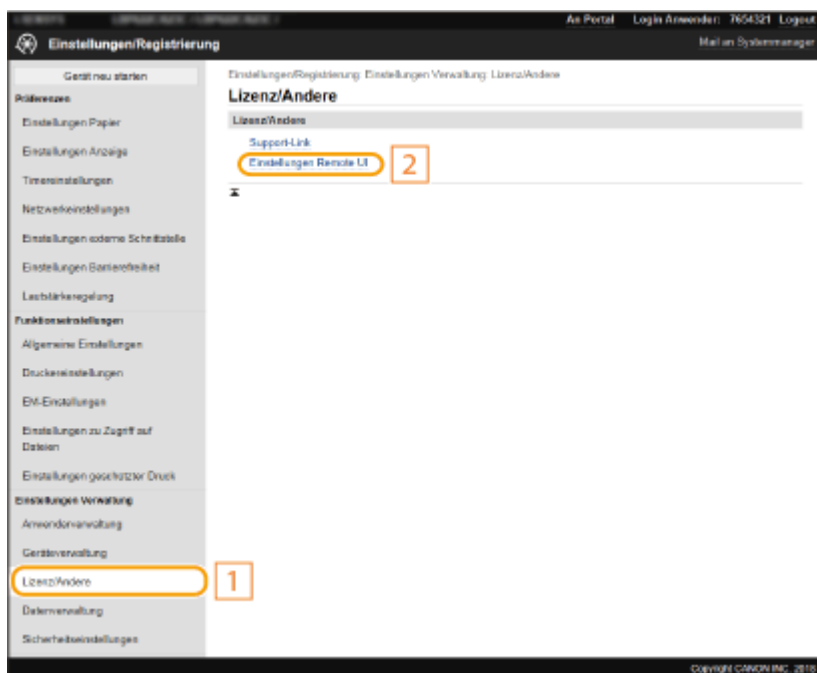 An Portal Login Anwender: 7654321 Logout
Einstellungen/Registrierung Mail an Systemmanager
Gerät neu starten
Präferenzen
Einstellungen Papier
Einstellungen Anzeige
Timereinstellungen
Netzwerkeinstellungen
Einstellungen externe Schnittstelle
Einstellungen Barrierefreiheit
Lautstärkeregelung
Funktionseinstellungen
Allgemeine Einstellungen
Druckereinstellungen
EM-Einstellungen
Einstellungen zu Zugriff auf
Dateien
Einstellungen geschützter Druck
Einstellungen Verwaltung
Anwenderverwaltung
Geräteverwaltung
Lizenz/Andere
1
Datenverwaltung
Sicherheitseinstellungen
Einstellungen/Registrierung: Einstellungen Verwaltung: Lizenz/Andere
Lizenz/Andere
Lizenz/Andere
Support-Link
Einstellungen Remote UI
2
Copyright CANON INC. 2018